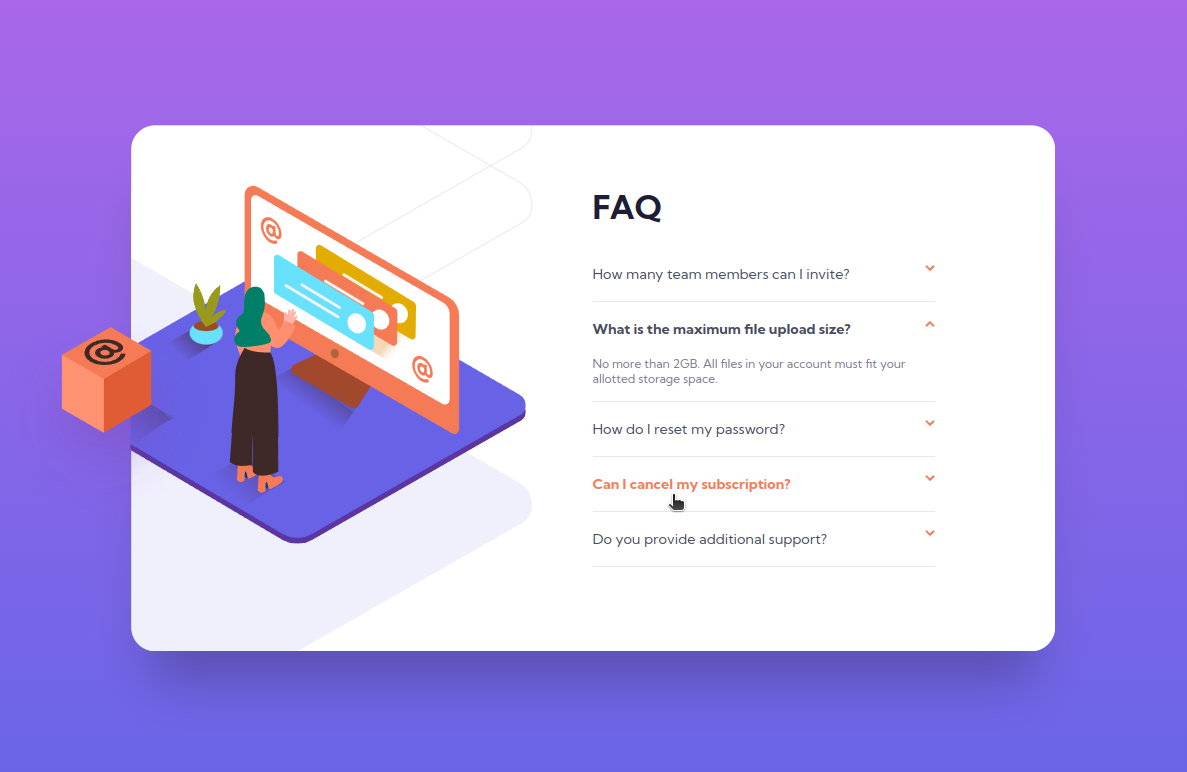 @
@
@
FAQ
How many team members can I invite?
What is the maximum file upload size?
No more than 2GB. All files in your account must fit your
allotted storage space.
How do I reset my password?
Can I cancel my subscription?
Do you provide additional support?